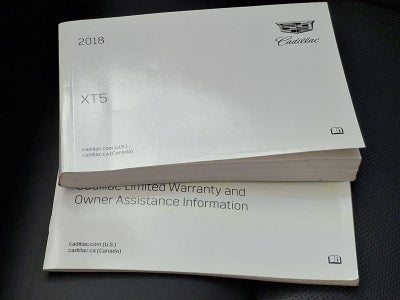 2018
Cadillac
XT5
cadillac.com (U.S.)
cadillac.ca (Canada)
Cadillac Limited Warranty and
Owner Assistance Information
cadillac.com (U.S.)
cadillac.ca (Canada)